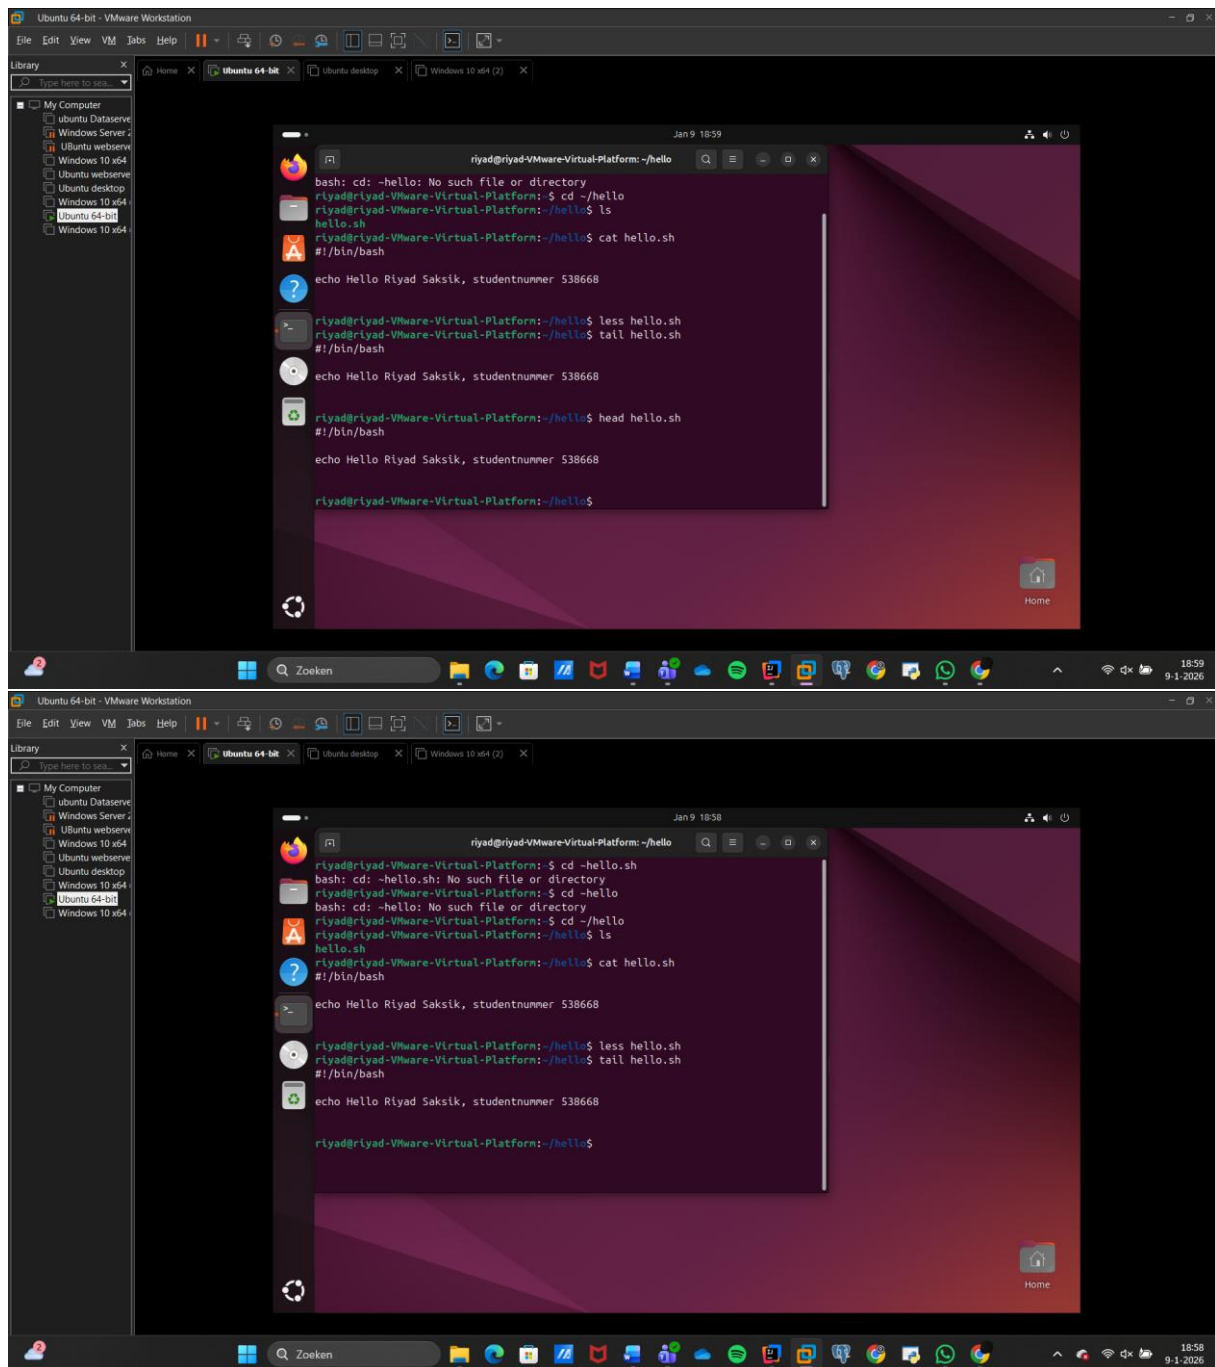 Ubuntu 64-bit - VMware Workstation
File Edit View VM Tabs Help
Library
Type here to sea...
Home
Ubuntu 64-bit
Ubuntu desktop
Windows 10 x64 (2)
My Computer
ubuntu Dataserve
Windows Server 2
UBuntu webserve
Windows 10 x64
Ubuntu webserve
Ubuntu desktop
Windows 10 x64
Ubuntu 64-bit
Windows 10 x64
Jan 9 18:59
riyad@riyad-VMware-Virtual-Platform: ~/hello
bash: cd: ~hello: No such file or directory
riyad@riyad-VMware-Virtual-Platform:~$ cd ~/hello
riyad@riyad-VMware-Virtual-Platform:~/hello$ ls
hello.sh
riyad@riyad-VMware-Virtual-Platform:~/hello$ cat hello.sh
#!/bin/bash
echo Hello Riyad Saksik, studentnummer 538668
riyad@riyad-VMware-Virtual-Platform:~/hello$ less hello.sh
riyad@riyad-VMware-Virtual-Platform:~/hello$ tail hello.sh
#!/bin/bash
echo Hello Riyad Saksik, studentnummer 538668
riyad@riyad-VMware-Virtual-Platform:~/hello$ head hello.sh
#!/bin/bash
echo Hello Riyad Saksik, studentnummer 538668
riyad@riyad-VMware-Virtual-Platform:~/hello$
Home
2
Zoeken
18:59
9-1-2026
Ubuntu 64-bit - VMware Workstation
File Edit View VM Tabs Help
Library
Type here to sea...
Home
Ubuntu 64-bit
Ubuntu desktop
Windows 10 x64 (2)
My Computer
ubuntu Dataserve
Windows Server 2
UBuntu webserve
Windows 10 x64
Ubuntu webserve
Ubuntu desktop
Windows 10 x64
Ubuntu 64-bit
Windows 10 x64
Jan 9 18:58
riyad@riyad-VMware-Virtual-Platform: ~/hello
riyad@riyad-VMware-Virtual-Platform:~$ cd ~hello.sh
bash: cd: ~hello.sh: No such file or directory
riyad@riyad-VMware-Virtual-Platform:~$ cd ~hello
bash: cd: ~hello: No such file or directory
riyad@riyad-VMware-Virtual-Platform:~$ cd ~/hello
riyad@riyad-VMware-Virtual-Platform:~/hello$ ls
hello.sh
riyad@riyad-VMware-Virtual-Platform:~/hello$ cat hello.sh
#!/bin/bash
echo Hello Riyad Saksik, studentnummer 538668
riyad@riyad-VMware-Virtual-Platform:~/hello$ less hello.sh
riyad@riyad-VMware-Virtual-Platform:~/hello$ tail hello.sh
#!/bin/bash
echo Hello Riyad Saksik, studentnummer 538668
riyad@riyad-VMware-Virtual-Platform:~/hello$
Home
2
Zoeken
18:58
9-1-2026